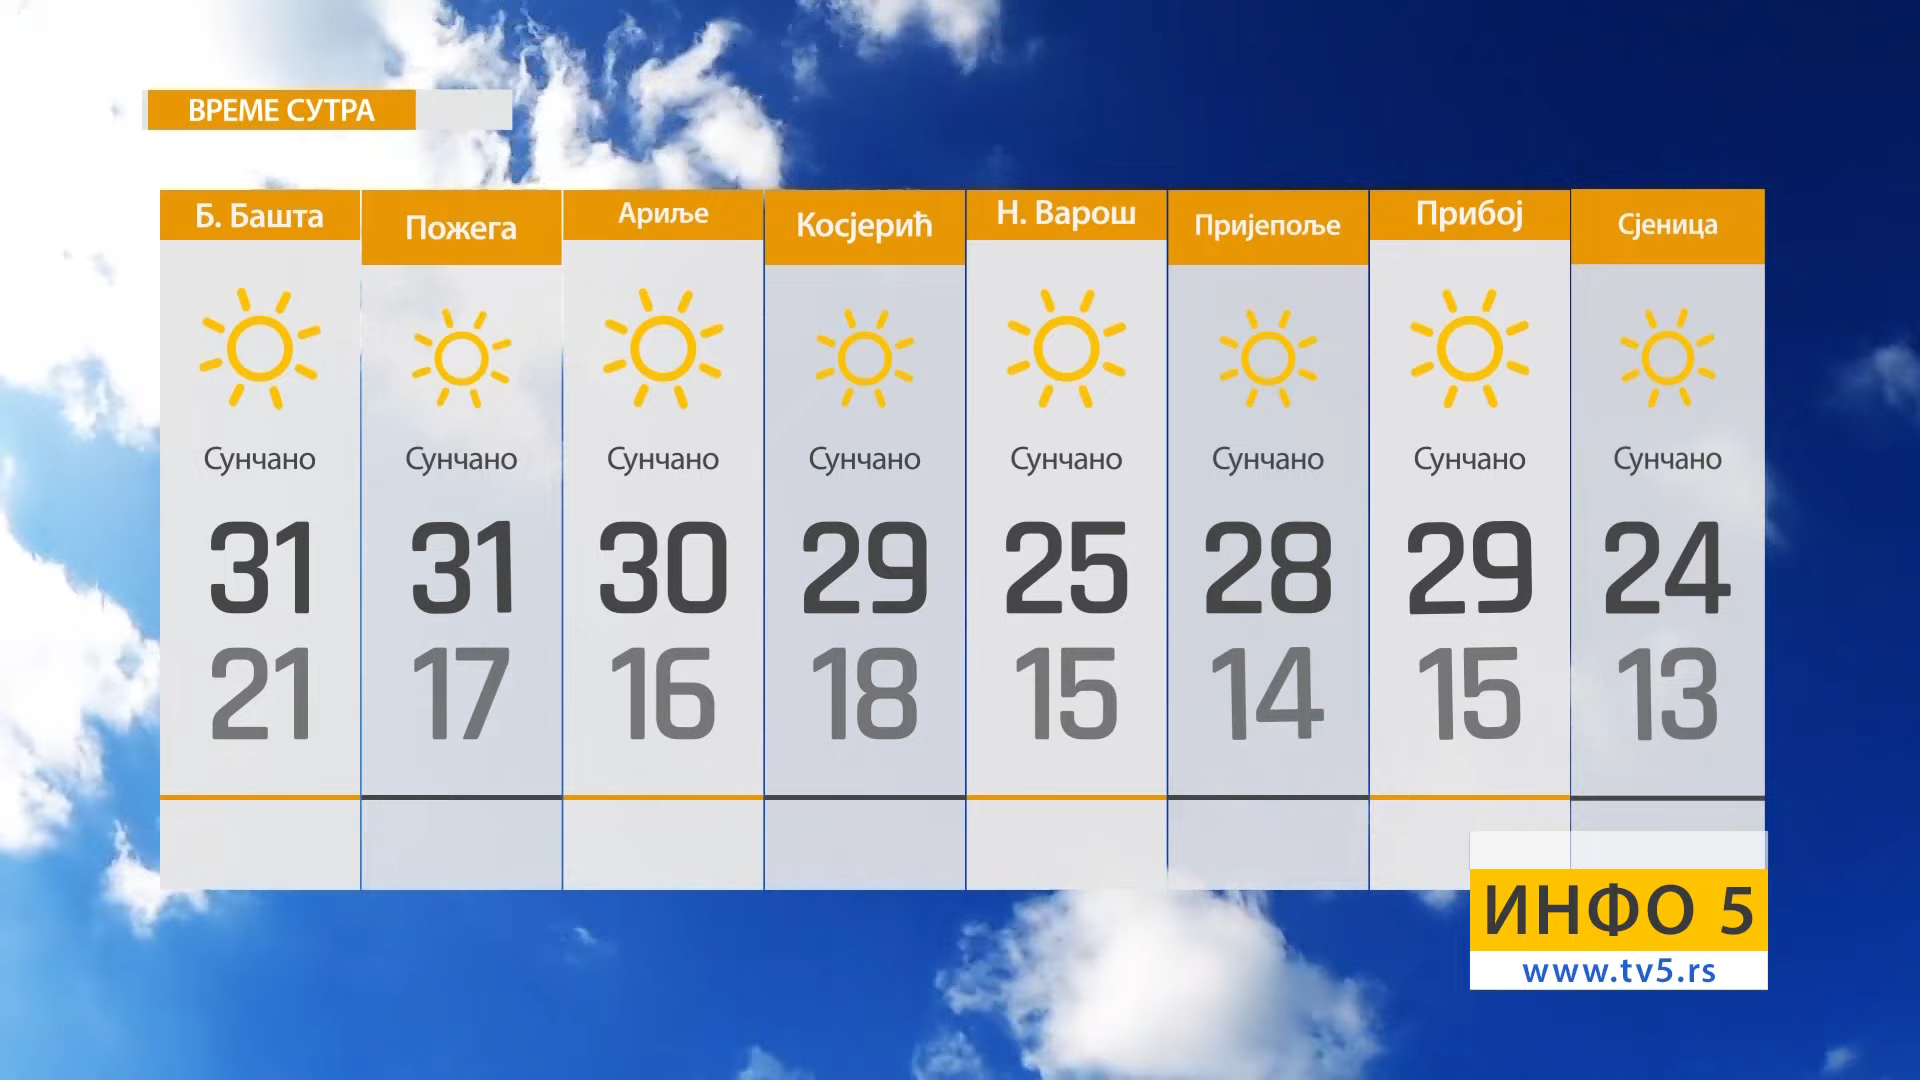 ВРЕМЕ СУТРА
Б. Башта
Пожега
Ариље
Косјерић
Н. Варош
Пријепоље
Прибој
Сјеница
Сунчано
Сунчано
Сунчано
Сунчано
Сунчано
Сунчано
Сунчано
Сунчано
31
31
30
29
25
28
29
24
21
17
16
18
15
14
15
13
ИНФО 5
www.tv5.rs